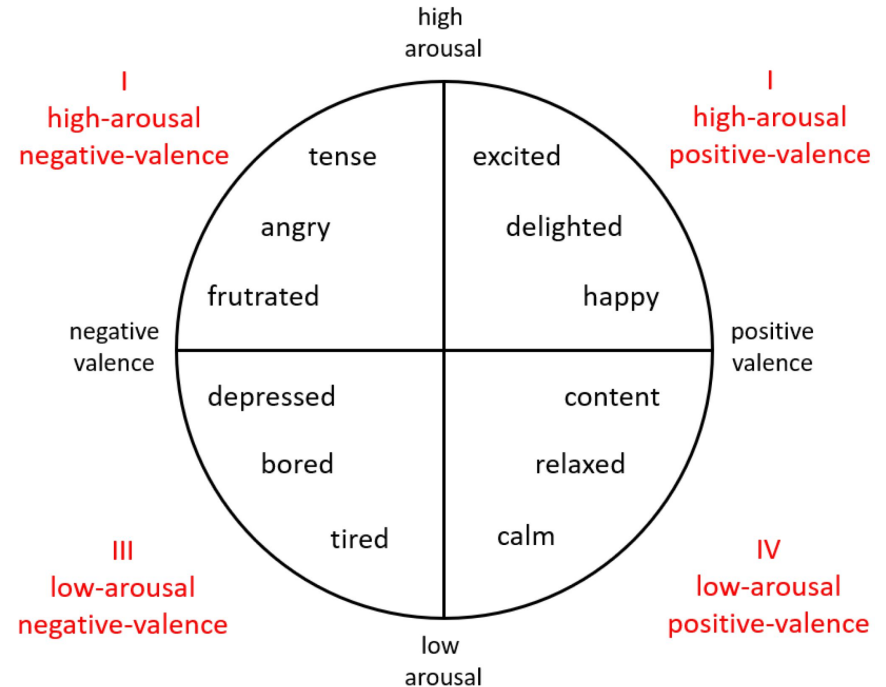 high
arousal
I
high-arousal
negative-valence
I
high-arousal
positive-valence
tense
excited
angry
delighted
frutrated
happy
negative
valence
positive
valence
depressed
content
bored
relaxed
tired
calm
III
low-arousal
negative-valence
IV
low-arousal
positive-valence
low
arousal